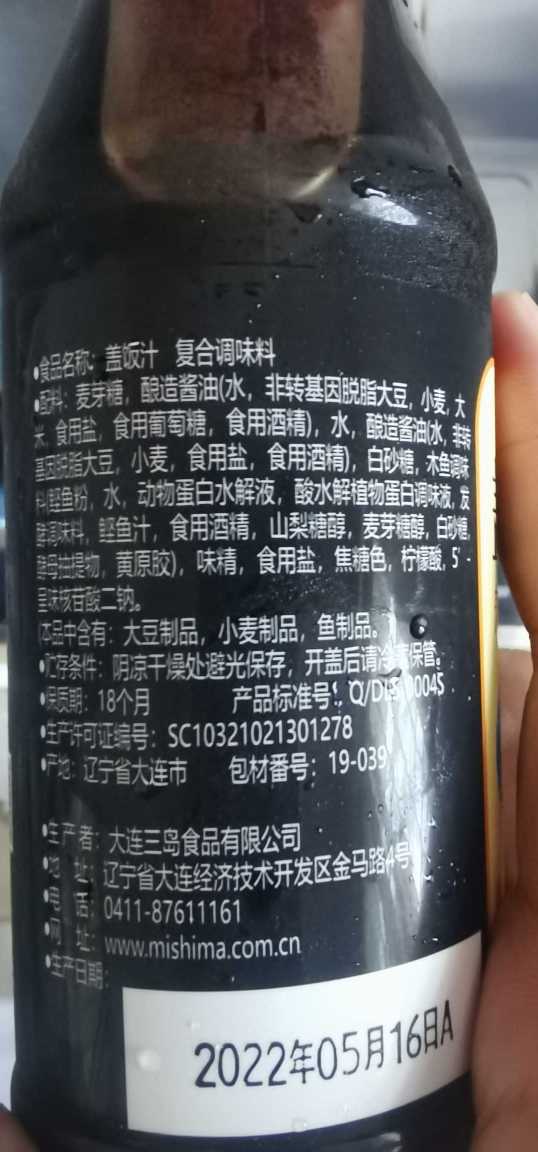 •食品名称：盖饭汁 复合调味料
•配料：麦芽糖，酿造酱油(水，非转基因脱脂大豆，小麦，大
米，食用盐，食用葡萄糖，食用酒精)，水，酿造酱油(水，非转
基因脱脂大豆，小麦，食用盐，食用酒精)，白砂糖，木鱼调味
料(鲣鱼粉，水，动物蛋白水解液，酸水解植物蛋白调味液，发
酵调味料，鲣鱼汁，食用酒精，山梨糖醇，麦芽糖醇，白砂糖，
酵母抽提物，黄原胶)，味精，食用盐，焦糖色，柠檬酸，5'-
呈味核苷酸二钠。
(本品中含有：大豆制品，小麦制品，鱼制品。)
•贮存条件：阴凉干燥处避光保存，开盖后请冷藏保管。
•保质期：18个月 产品标准号：Q/DLS 0004S
•生产许可证编号：SC10321021301278
•产地：辽宁省大连市 包材番号：19-039
•生产者：大连三岛食品有限公司
•地 址：辽宁省大连经济技术开发区金马路4号
•电 话：0411-87611161
•网 址：www.mishima.com.cn
•生产日期：
2022年05月16日A